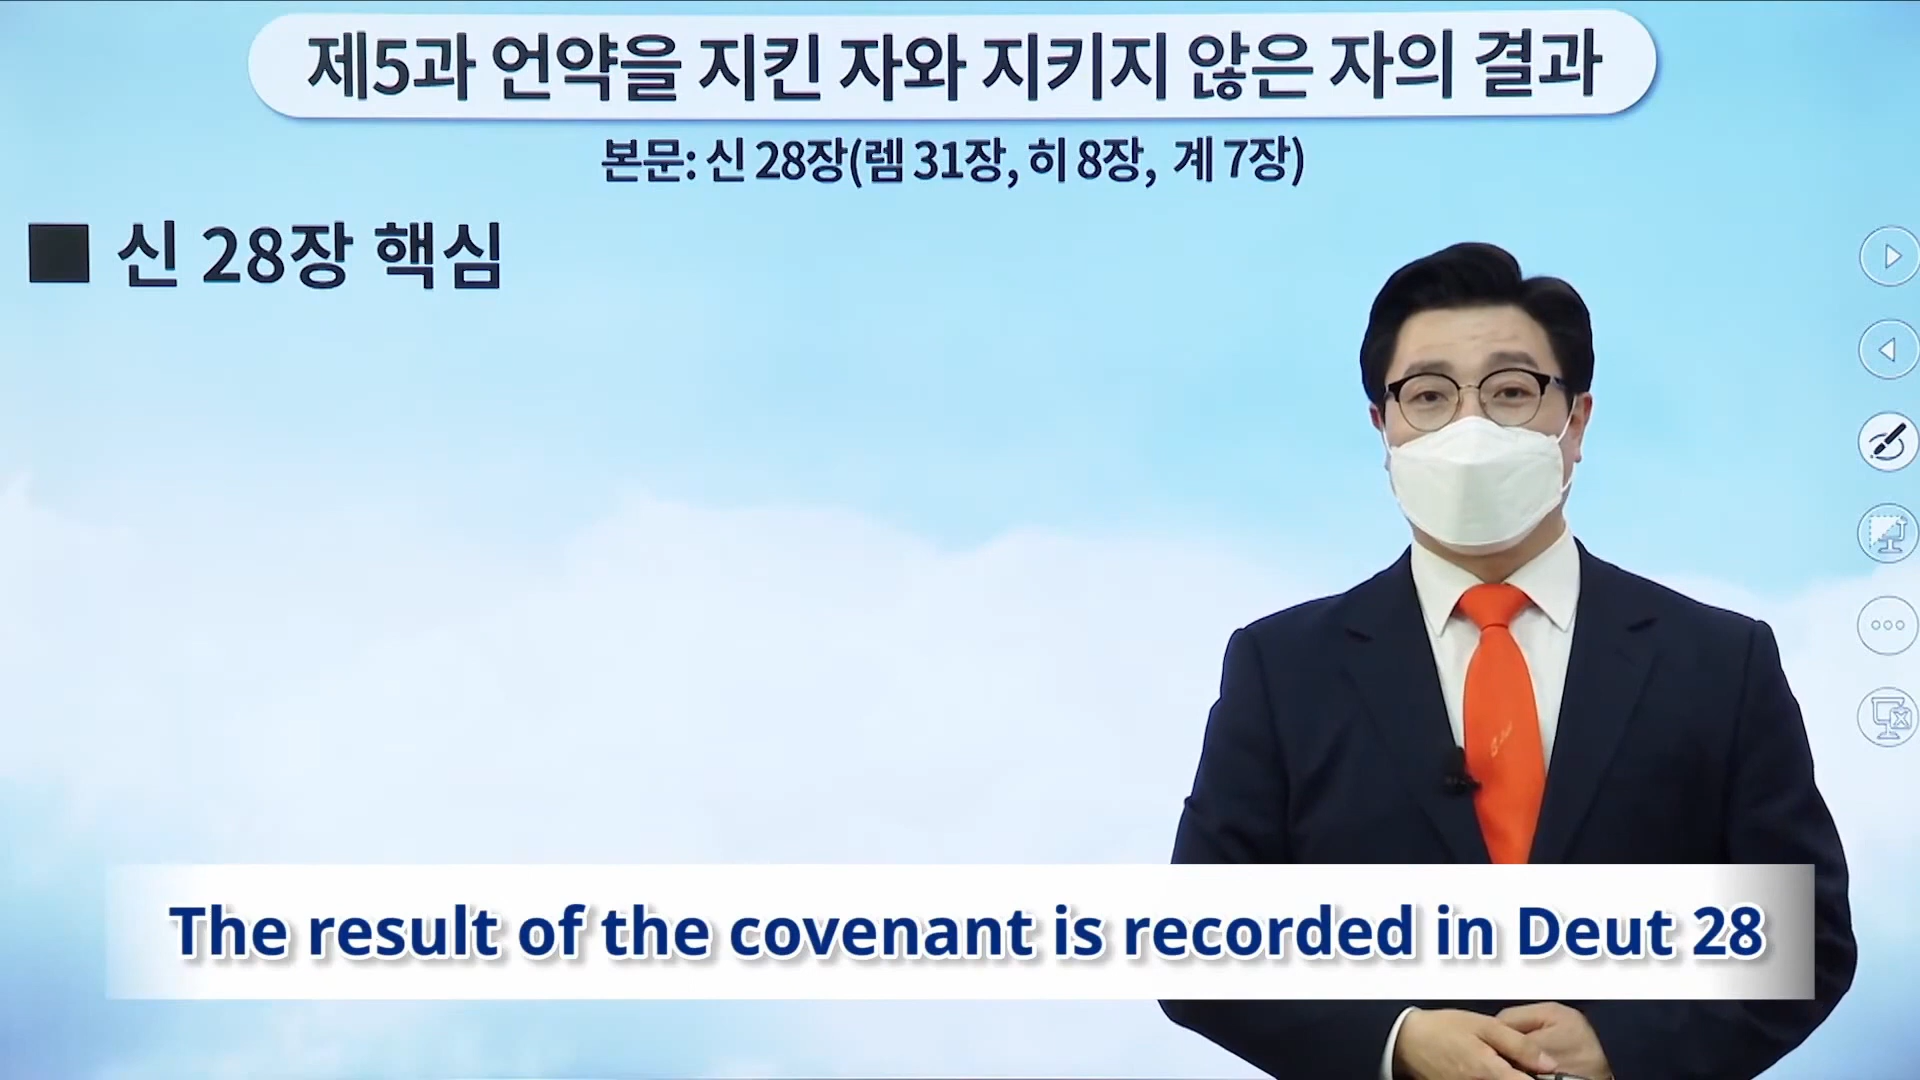 제5과 언약을 지킨 자와 지키지 않은 자의 결과
본문: 신 28장(렘 31장, 히 8장, 계 7장)
■ 신 28장 핵심
The result of the covenant is recorded in Deut 28